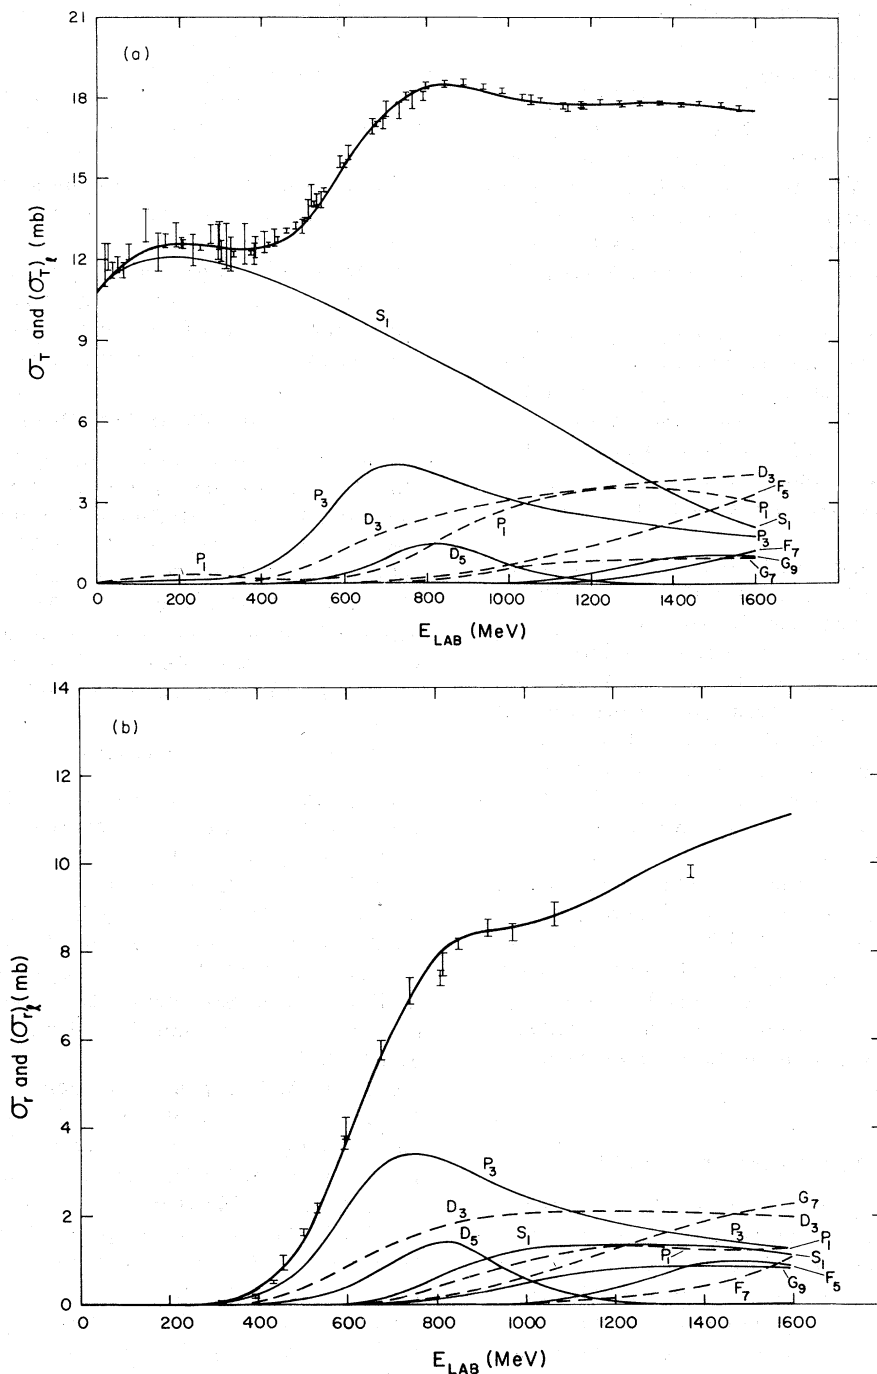 21
(a)
18
15
12
9
6
3
0
σT and (σT)ℓ (mb)
S1
P3
D3
P1
P1
D5
D3
F5
P1
S1
P3
F7
G9
G7
0 200 400 600 800 1000 1200 1400 1600
ELAB (MeV)
14
(b)
12
10
8
6
4
2
0
σr and (σr)ℓ (mb)
P3
D3
D5
S1
P1
P3
F7
G7
D3
P1
S1
F5
G9
0 200 400 600 800 1000 1200 1400 1600
ELAB (MeV)